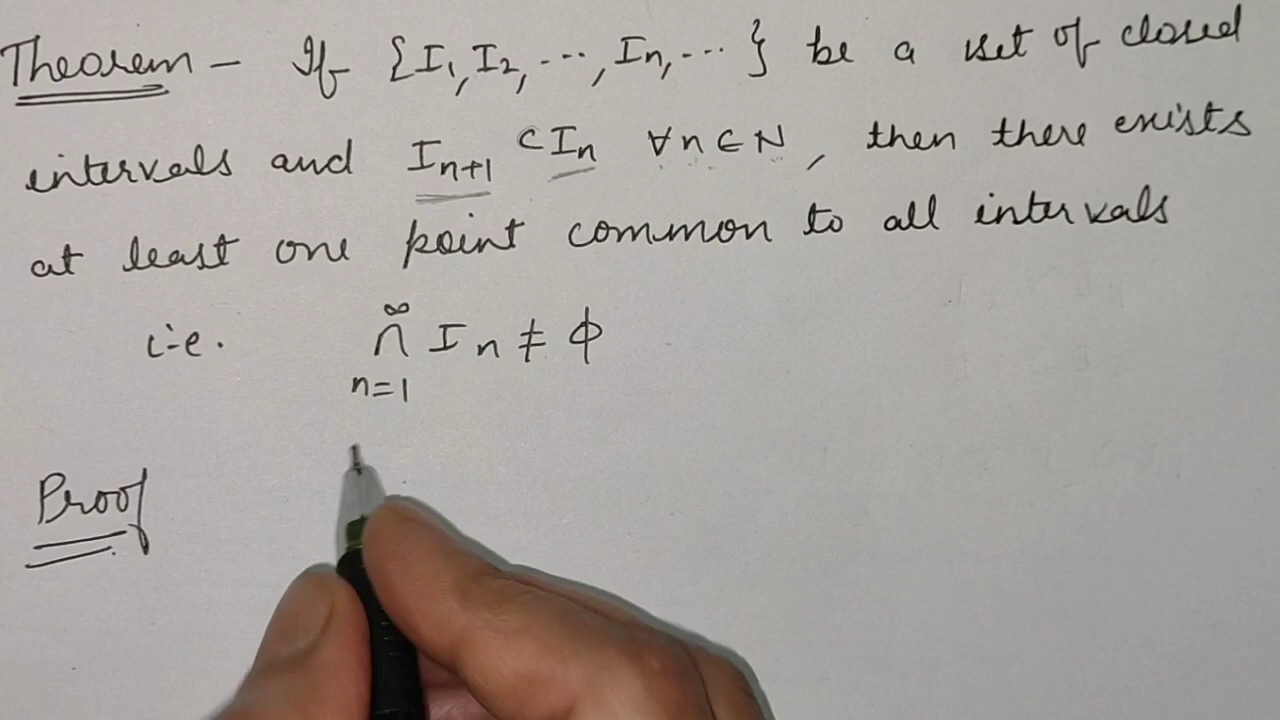 Theorem - If {I₁, I₂, ..., Iₙ, ... } be a set of closed
intervals and Iₙ₊₁ ⊂ Iₙ ∀ n ∈ N, then there exists
at least one point common to all intervals
i.e. ∞
∩ Iₙ ≠ ϕ
n=1
Proof